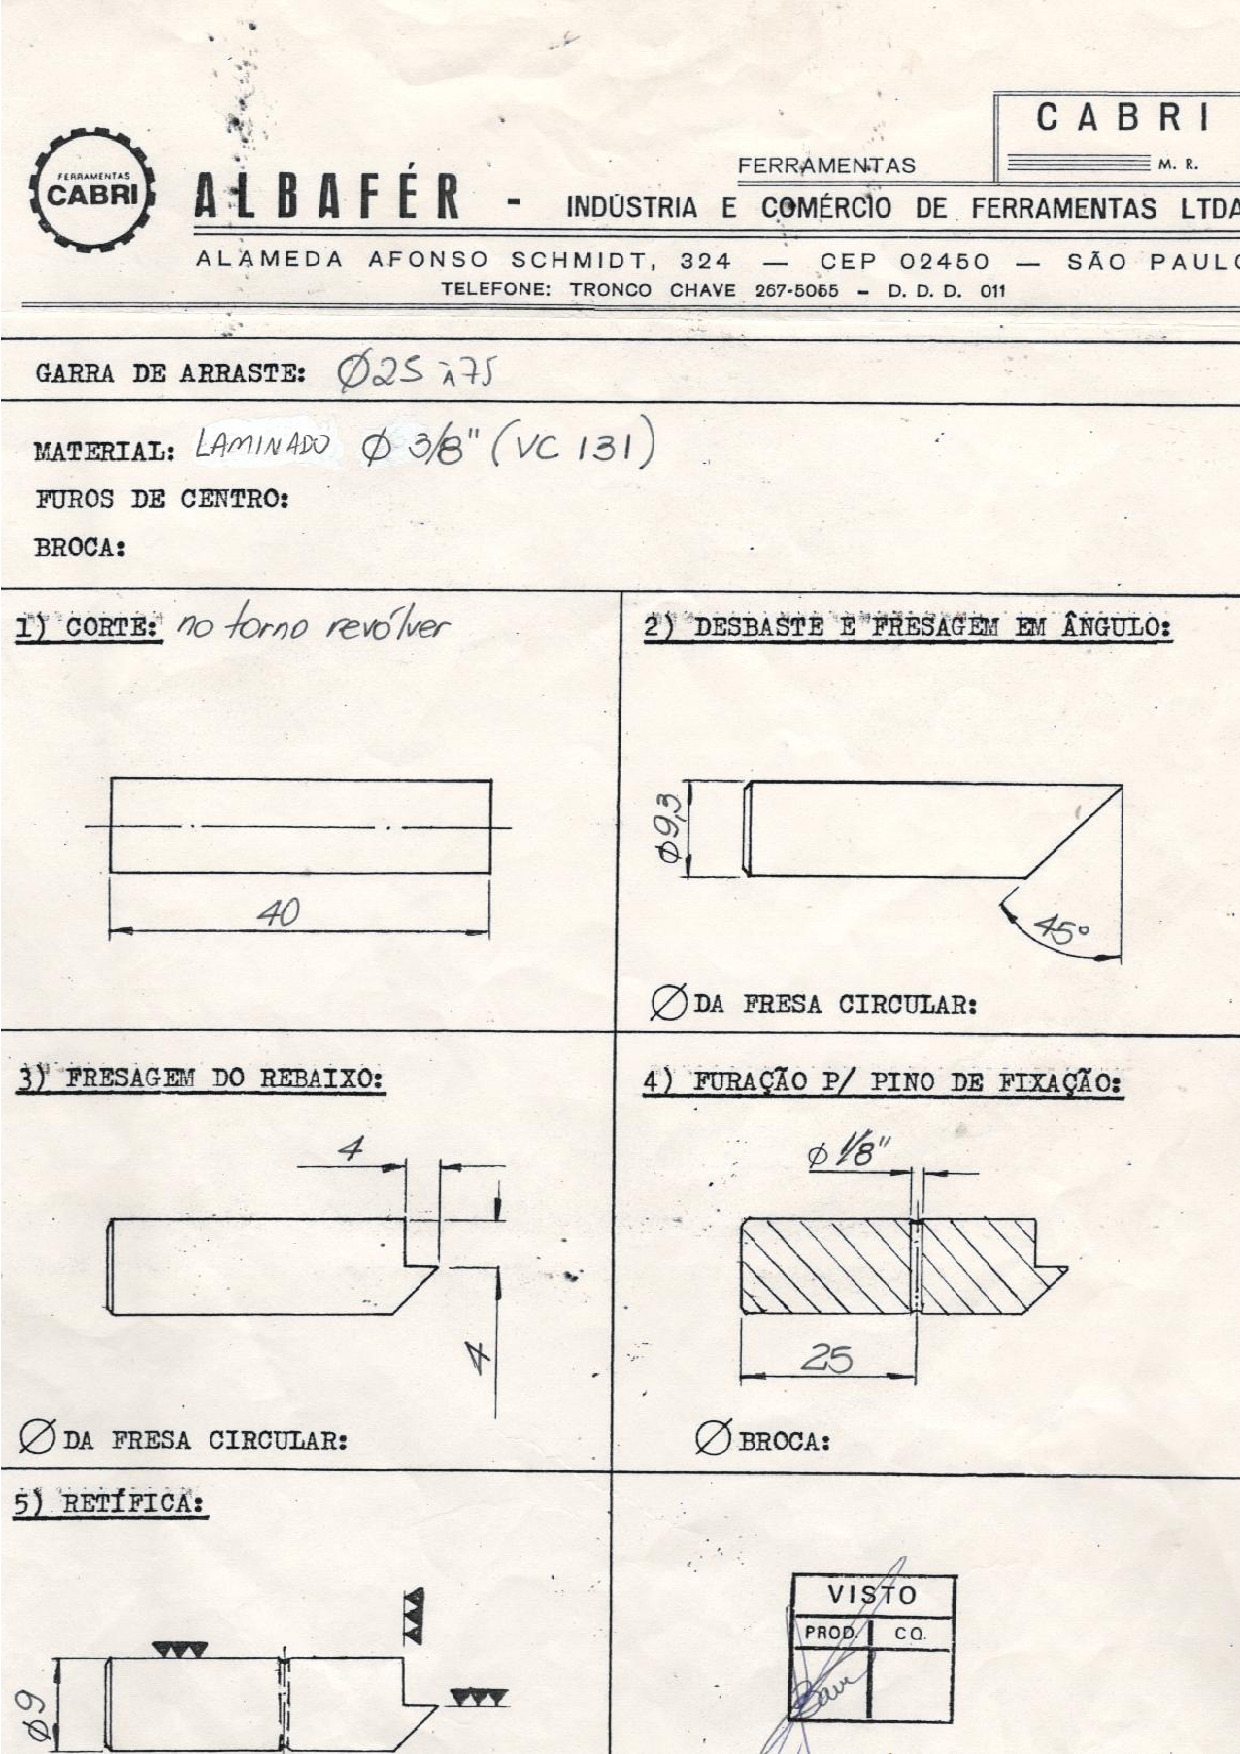 CABRI
M. R.
FERRAMENTAS
FERRAMENTAS
CABRI
ALBAFÉR - INDÚSTRIA E COMÉRCIO DE FERRAMENTAS LTDA
ALAMEDA AFONSO SCHMIDT, 324 — CEP 02450 — SÃO PAULO
TELEFONE: TRONCO CHAVE 267-5065 - D. D. D. 011
GARRA DE ARRASTE: Ø25 À 75
MATERIAL: LAMINADO Ø 3/8" (VC 131)
FUROS DE CENTRO:
BROCA:
1) CORTE: no torno revólver
40
2) DESBASTE E FRESAGEM EM ÂNGULO:
Ø9,3
45°
Ø DA FRESA CIRCULAR:
3) FRESAGEM DO REBAIXO:
4
4
Ø DA FRESA CIRCULAR:
4) FURAÇÃO P/ PINO DE FIXAÇÃO:
Ø 1/8"
25
Ø BROCA:
5) RETÍFICA:
Ø9
VISTO
PROD. C Q.